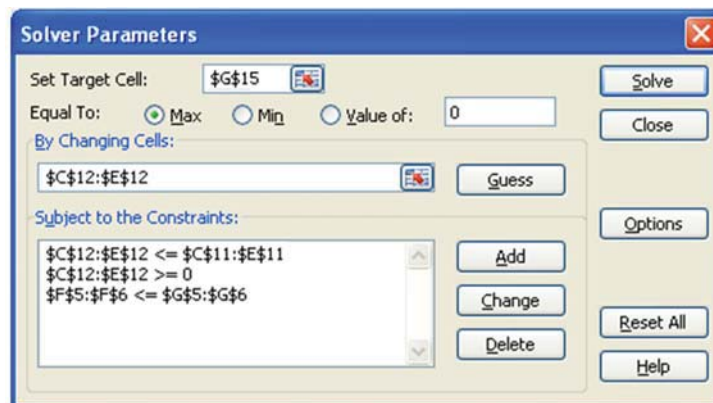 Solver Parameters
Set Target Cell: $G$15 Solve
Equal To: Max Min Value of: 0 Close
By Changing Cells:
$C$12:$E$12 Guess
Subject to the Constraints: Options
$C$12:$E$12 <= $C$11:$E$11 Add
$C$12:$E$12 >= 0
$F$5:$F$6 <= $G$5:$G$6 Change
Reset All
Delete
Help